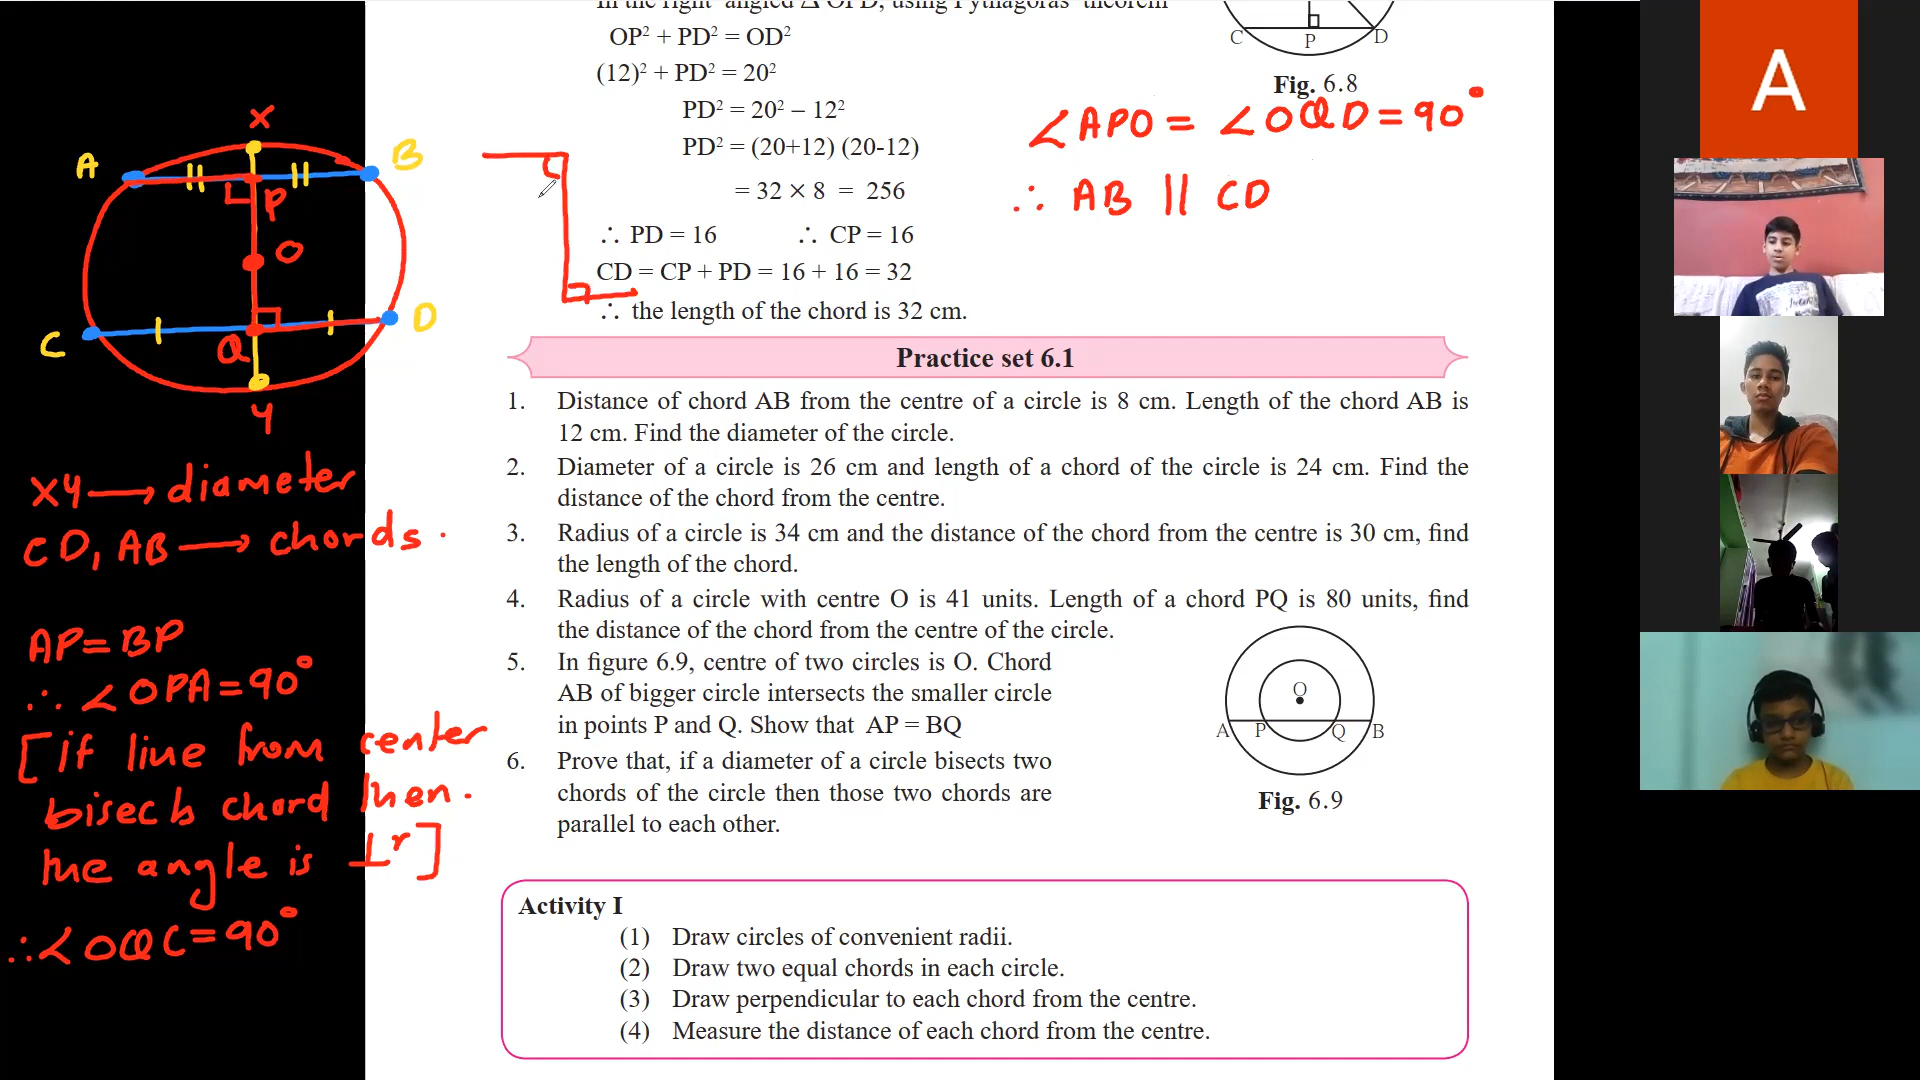 In the right angled △ OPD, using Pythagoras' theorem
OP² + PD² = OD²
(12)² + PD² = 20²
PD² = 20² – 12²
PD² = (20+12) (20-12)
= 32 × 8 = 256
∴ PD = 16 ∴ CP = 16
CD = CP + PD = 16 + 16 = 32
∴ the length of the chord is 32 cm.
C P D
Fig. 6.8
∠APO = ∠OQD = 90°
∴ AB || CD
A
X
A B
P
O
C Q D
Y
XY → diameter
CD, AB → chords.
AP = BP
∴ ∠OPA = 90°
[if line from center
bisects chord then.
the angle is ⊥r]
∴ ∠OQC = 90°
Practice set 6.1
1. Distance of chord AB from the centre of a circle is 8 cm. Length of the chord AB is
12 cm. Find the diameter of the circle.
2. Diameter of a circle is 26 cm and length of a chord of the circle is 24 cm. Find the
distance of the chord from the centre.
3. Radius of a circle is 34 cm and the distance of the chord from the centre is 30 cm, find
the length of the chord.
4. Radius of a circle with centre O is 41 units. Length of a chord PQ is 80 units, find
the distance of the chord from the centre of the circle.
5. In figure 6.9, centre of two circles is O. Chord
AB of bigger circle intersects the smaller circle
in points P and Q. Show that AP = BQ
6. Prove that, if a diameter of a circle bisects two
chords of the circle then those two chords are
parallel to each other.
O
A P Q B
Fig. 6.9
Activity I
(1) Draw circles of convenient radii.
(2) Draw two equal chords in each circle.
(3) Draw perpendicular to each chord from the centre.
(4) Measure the distance of each chord from the centre.